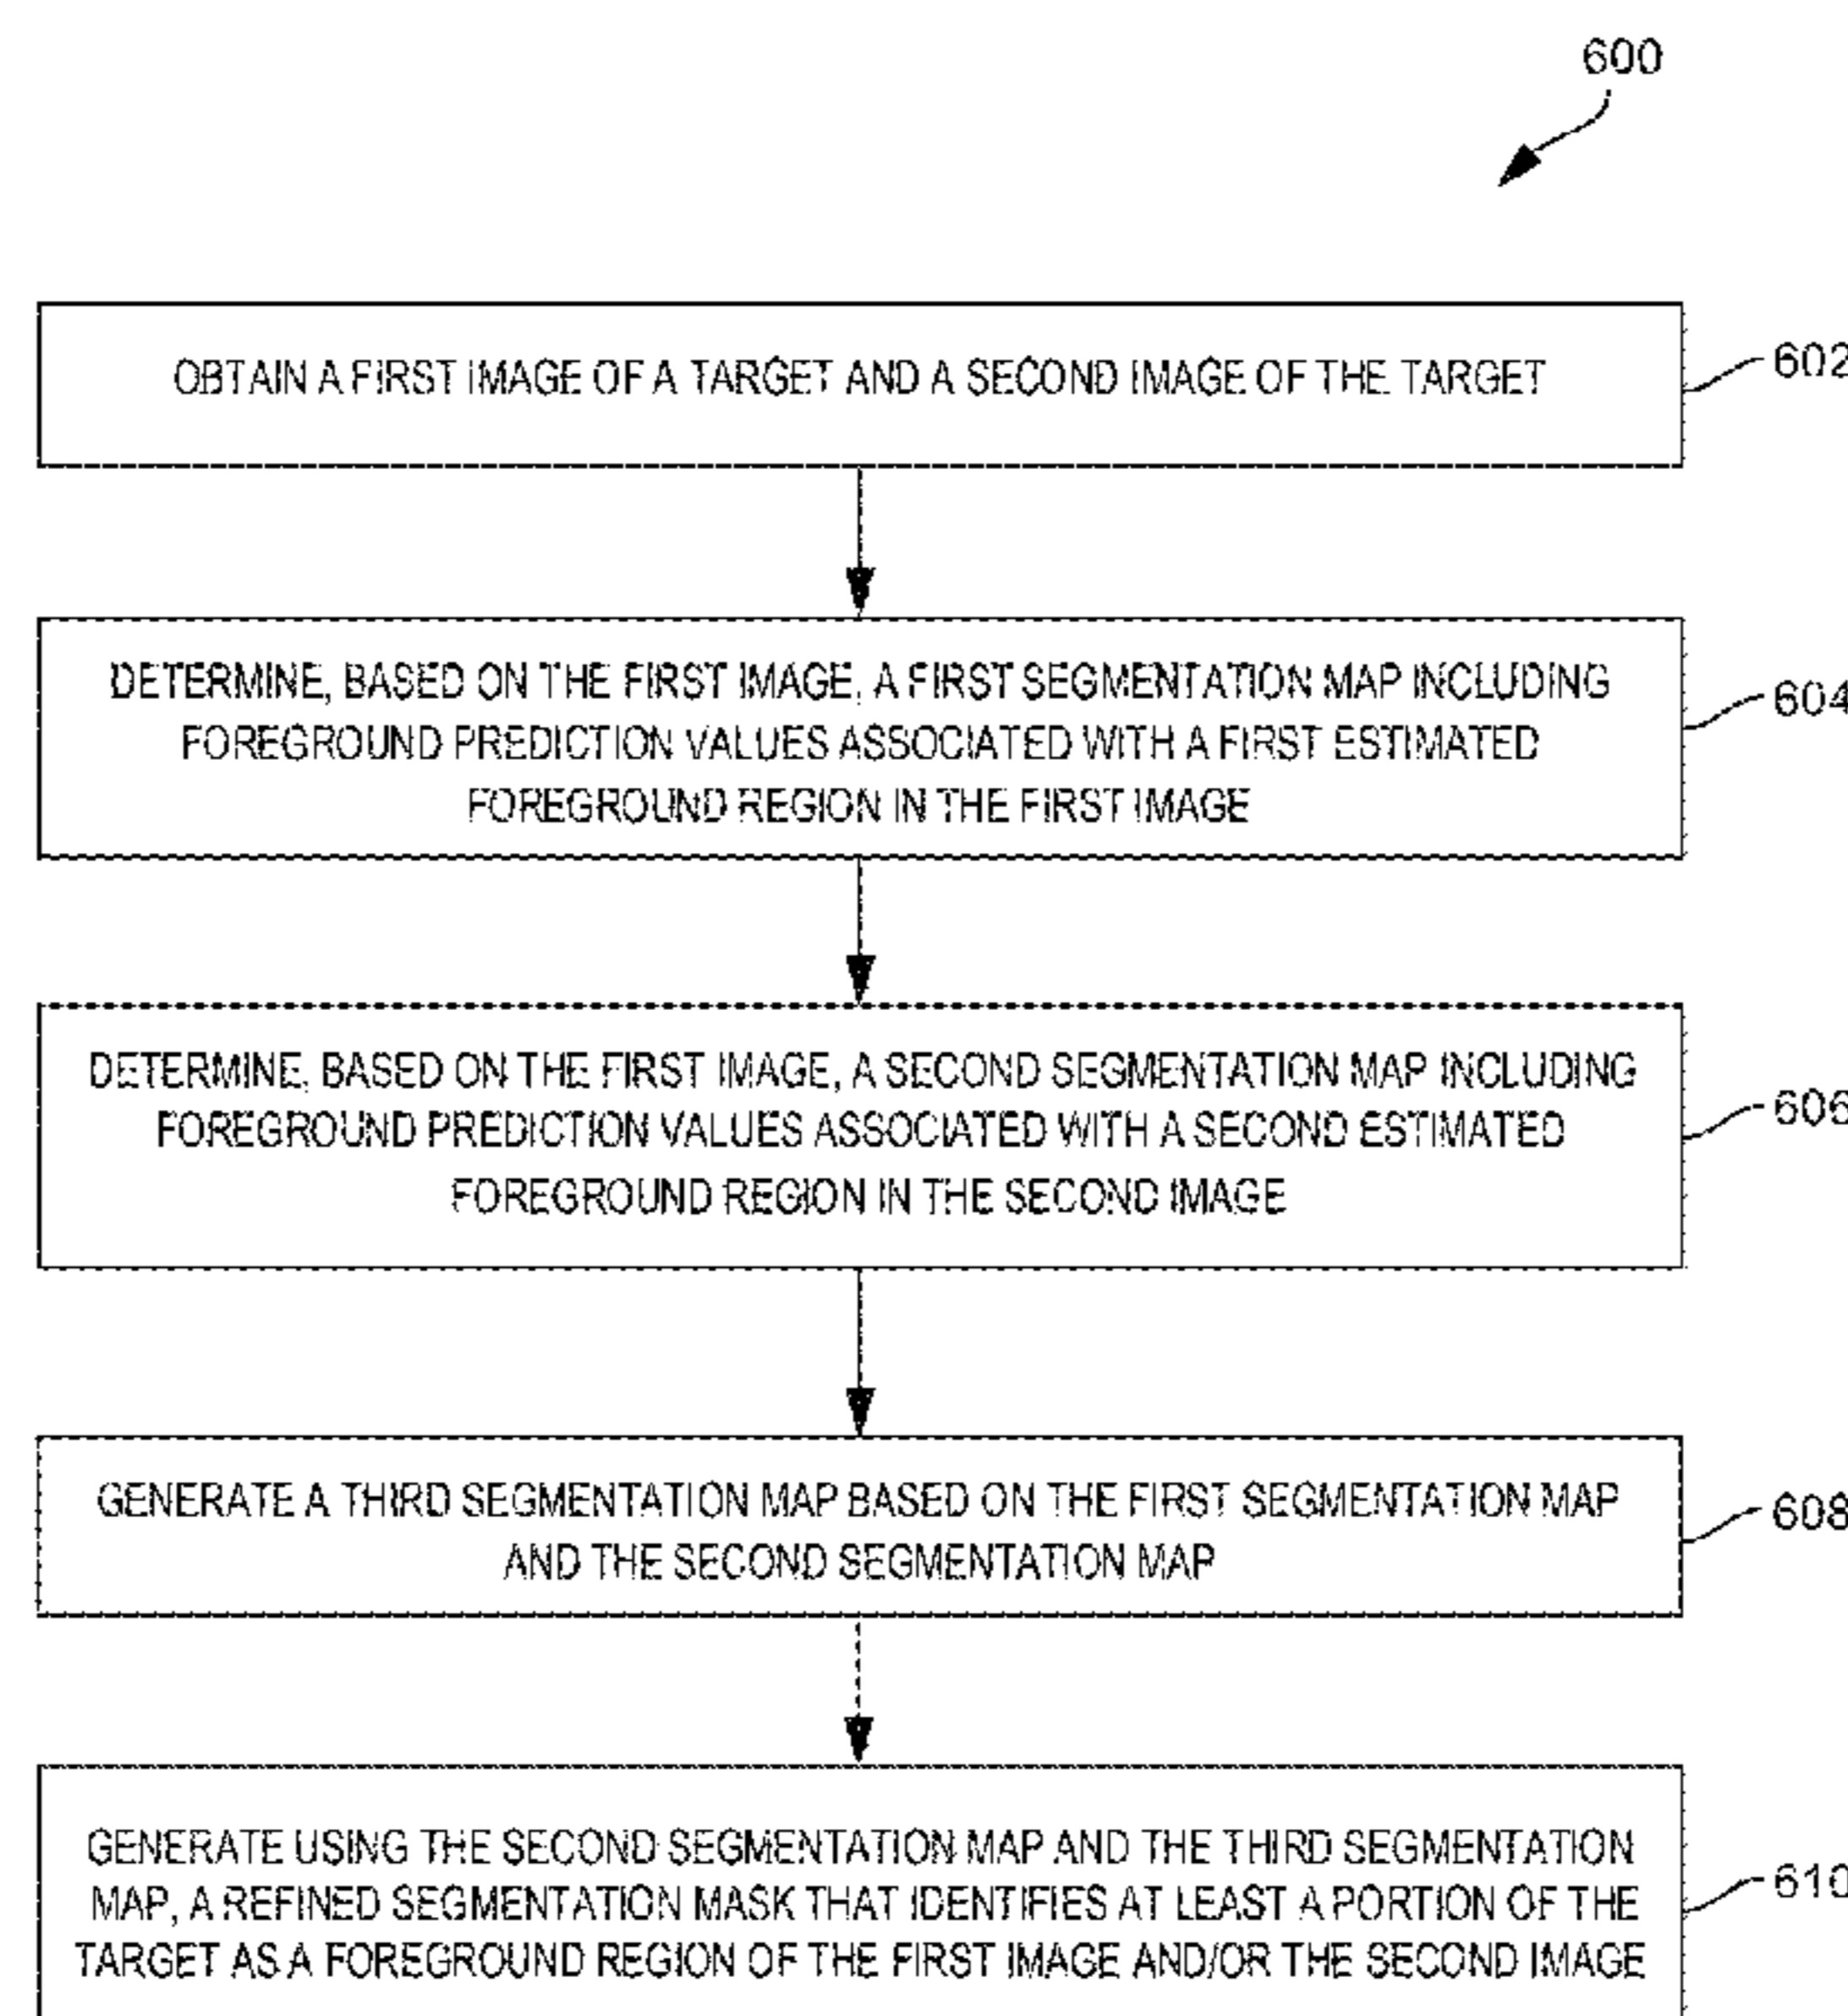 600
OBTAIN A FIRST IMAGE OF A TARGET AND A SECOND IMAGE OF THE TARGET
602
DETERMINE, BASED ON THE FIRST IMAGE, A FIRST SEGMENTATION MAP INCLUDING
FOREGROUND PREDICTION VALUES ASSOCIATED WITH A FIRST ESTIMATED
FOREGROUND REGION IN THE FIRST IMAGE
604
DETERMINE, BASED ON THE FIRST IMAGE, A SECOND SEGMENTATION MAP INCLUDING
FOREGROUND PREDICTION VALUES ASSOCIATED WITH A SECOND ESTIMATED
FOREGROUND REGION IN THE SECOND IMAGE
606
GENERATE A THIRD SEGMENTATION MAP BASED ON THE FIRST SEGMENTATION MAP
AND THE SECOND SEGMENTATION MAP
608
GENERATE USING THE SECOND SEGMENTATION MAP AND THE THIRD SEGMENTATION
MAP, A REFINED SEGMENTATION MASK THAT IDENTIFIES AT LEAST A PORTION OF THE
TARGET AS A FOREGROUND REGION OF THE FIRST IMAGE AND/OR THE SECOND IMAGE
610